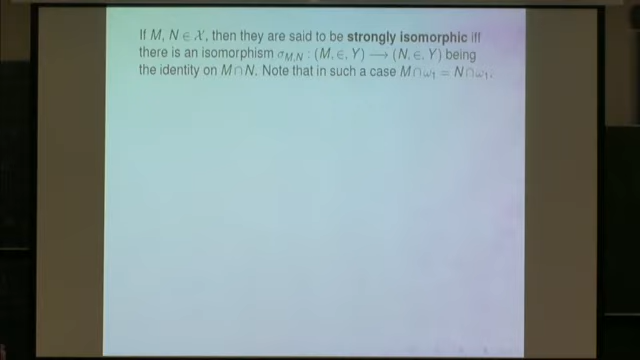 If M, N ∈ 𝒳, then they are said to be strongly isomorphic iff
there is an isomorphism σ_{M,N} : (M, ∈, Y) ⟶ (N, ∈, Y) being
the identity on M ∩ N. Note that in such a case M ∩ ω₁ = N ∩ ω₁.